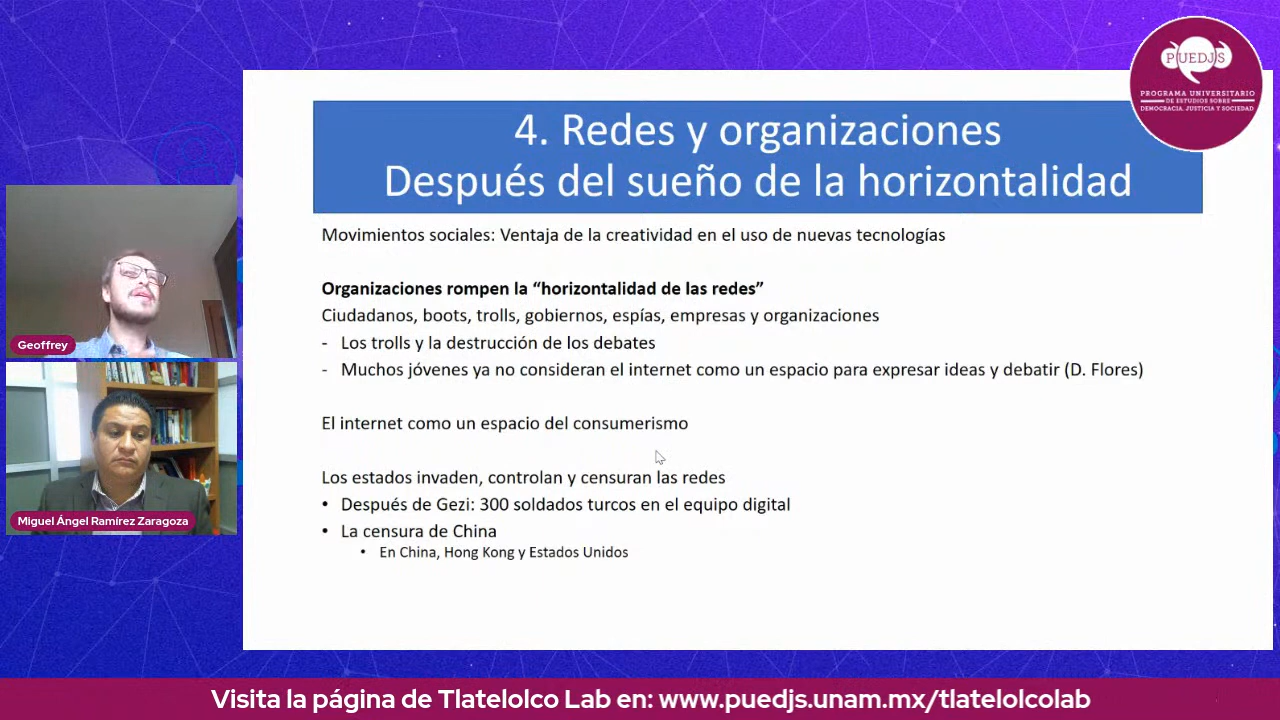 PUEDJS
PROGRAMA UNIVERSITARIO
DE ESTUDIOS SOBRE
DEMOCRACIA, JUSTICIA Y SOCIEDAD
4. Redes y organizaciones
Después del sueño de la horizontalidad
Movimientos sociales: Ventaja de la creatividad en el uso de nuevas tecnologías
Organizaciones rompen la “horizontalidad de las redes”
Ciudadanos, boots, trolls, gobiernos, espías, empresas y organizaciones
- Los trolls y la destrucción de los debates
- Muchos jóvenes ya no consideran el internet como un espacio para expresar ideas y debatir (D. Flores)
El internet como un espacio del consumerismo
Los estados invaden, controlan y censuran las redes
• Después de Gezi: 300 soldados turcos en el equipo digital
• La censura de China
• En China, Hong Kong y Estados Unidos
Geoffrey
Miguel Ángel Ramírez Zaragoza
Visita la página de Tlatelolco Lab en: www.puedjs.unam.mx/tlatelolcolab